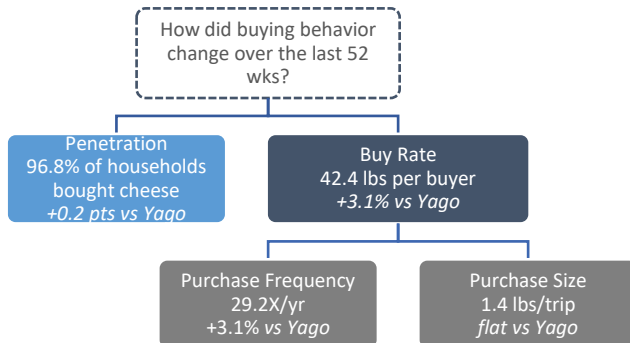 How did buying behavior
change over the last 52
wks?
Penetration
96.8% of households
bought cheese
+0.2 pts vs Yago
Buy Rate
42.4 lbs per buyer
+3.1% vs Yago
Purchase Frequency
29.2X/yr
+3.1% vs Yago
Purchase Size
1.4 lbs/trip
flat vs Yago